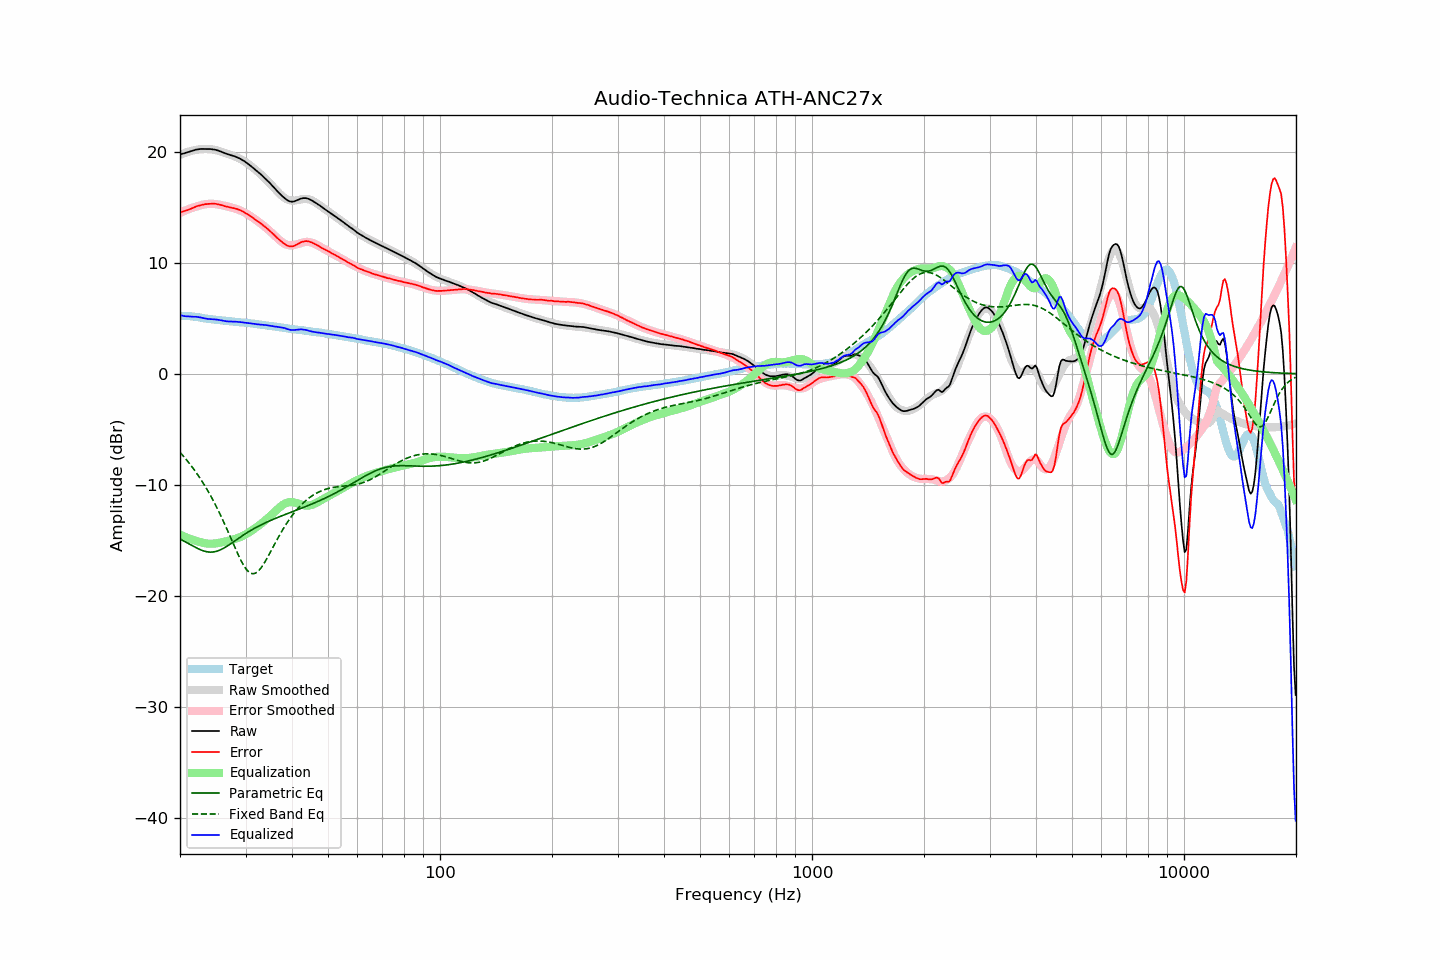 Audio-Technica ATH-ANC27x
Amplitude (dBr)
20
10
0
−10
−20
−30
−40
Target
Raw Smoothed
Error Smoothed
Raw
Error
Equalization
Parametric Eq
Fixed Band Eq
Equalized
100 1000 10000
Frequency (Hz)